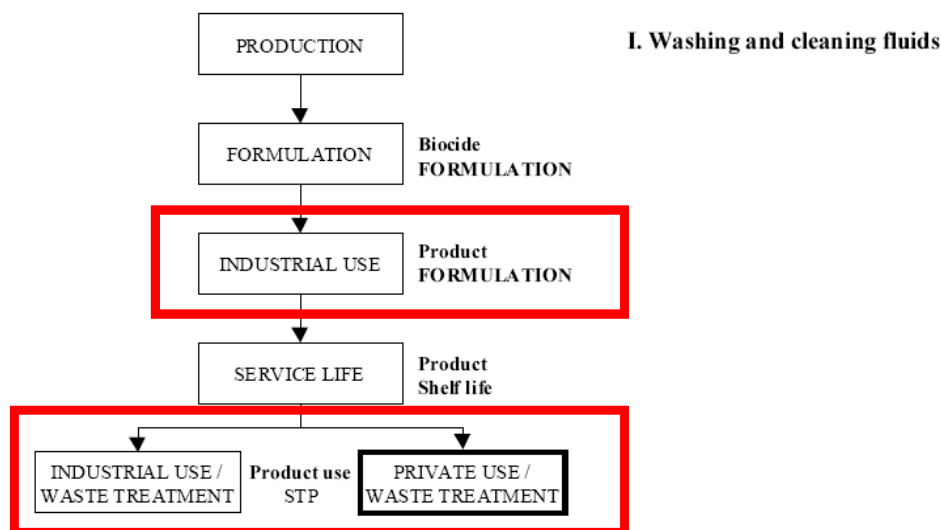 PRODUCTION
I. Washing and cleaning fluids
FORMULATION
Biocide
FORMULATION
INDUSTRIAL USE
Product
FORMULATION
SERVICE LIFE
Product
Shelf life
INDUSTRIAL USE /
WASTE TREATMENT
Product use
STP
PRIVATE USE /
WASTE TREATMENT